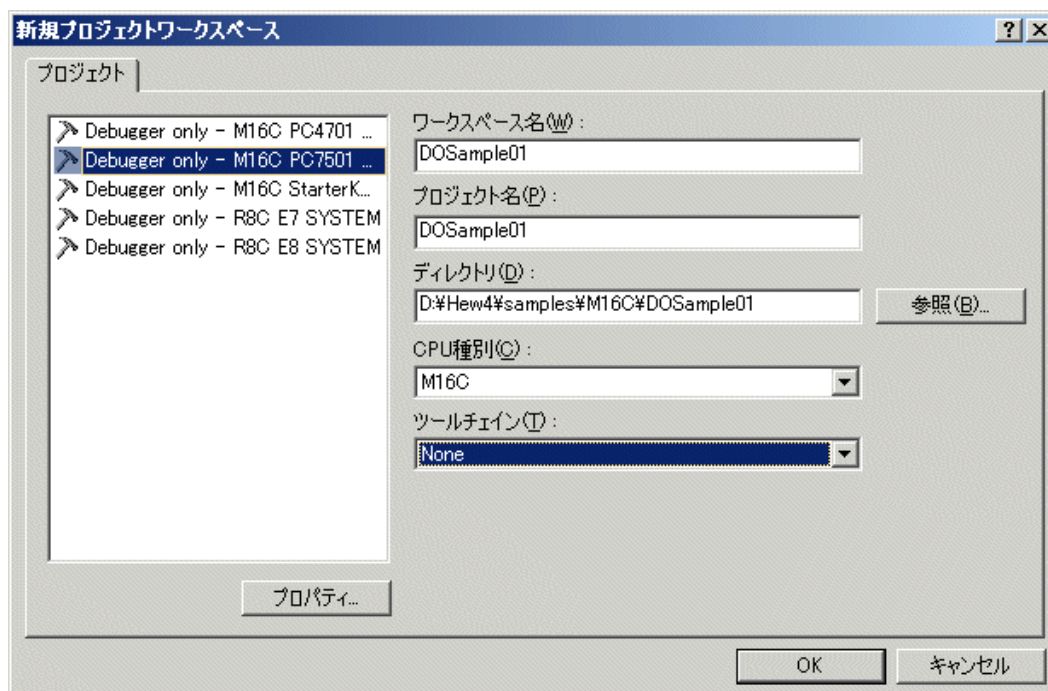 新規プロジェクトワークスペース
プロジェクト
Debugger only - M16C PC4701 ...
Debugger only - M16C PC7501 ...
Debugger only - M16C StarterK...
Debugger only - R8C E7 SYSTEM
Debugger only - R8C E8 SYSTEM
プロパティ...
ワークスペース名(W) :
DOSample01
プロジェクト名(P) :
DOSample01
ディレクトリ(D) :
D:¥Hew4¥samples¥M16C¥DOSample01
参照(B)...
CPU種別(C) :
M16C
ツールチェイン(T) :
None
OK
キャンセル